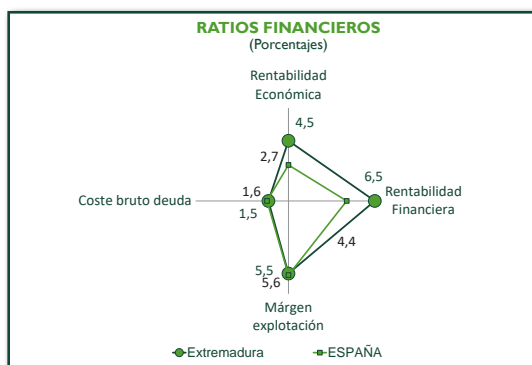 RATIOS FINANCIEROS
(Porcentajes)
Rentabilidad
Económica
4,5
2,7
6,5
Rentabilidad
Financiera
Coste bruto deuda
1,6
1,5
4,4
5,5
5,6
Márgen
explotación
Extremadura
ESPAÑA